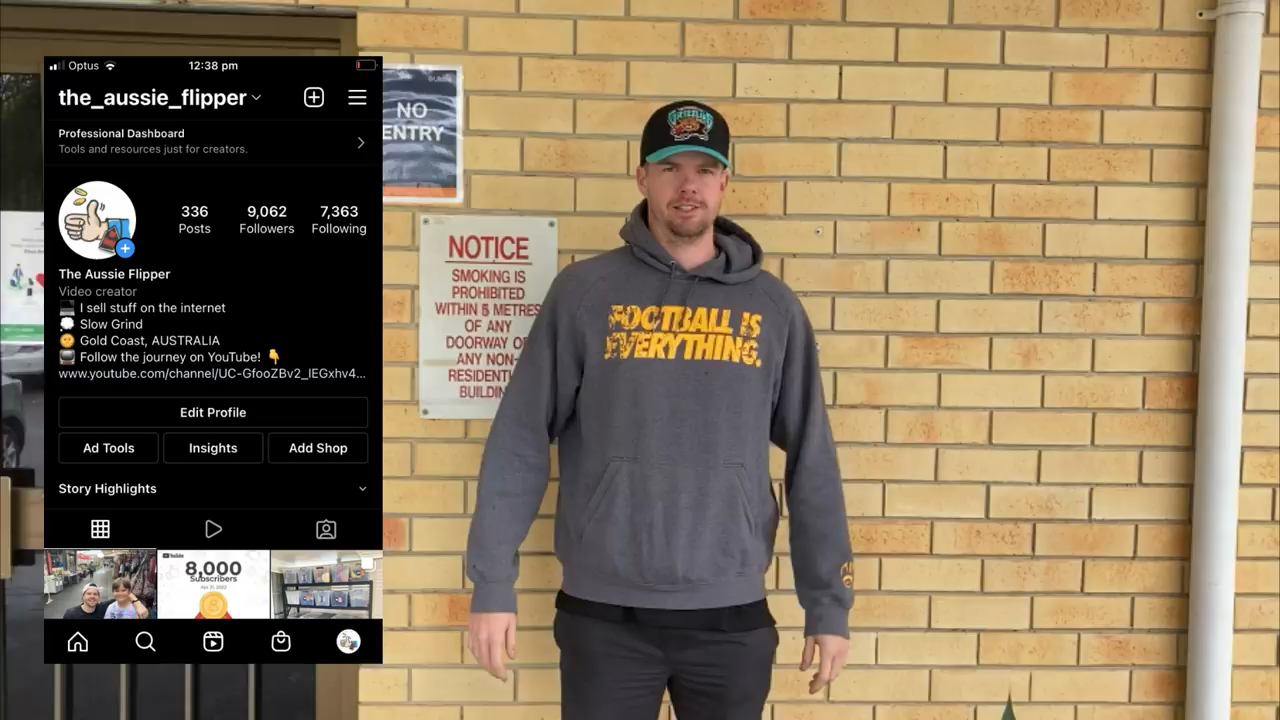 Optus
12:38 pm
the_aussie_flipper
Professional Dashboard
Tools and resources just for creators.
336
Posts
9,062
Followers
7,363
Following
The Aussie Flipper
Video creator
I sell stuff on the internet
Slow Grind
Gold Coast, AUSTRALIA
Follow the journey on YouTube!
www.youtube.com/channel/UC-GfooZBv2_lEGxhv4...
Edit Profile
Ad Tools
Insights
Add Shop
Story Highlights
YouTube
8,000
Subscribers
NO
ENTRY
NOTICE
SMOKING IS
PROHIBITED
WITHIN 5 METRES
OF ANY
DOORWAY OF
ANY NON-
RESIDENTI
BUILDIN
GRIZZLIES
FOOTBALL IS
EVERYTHING.